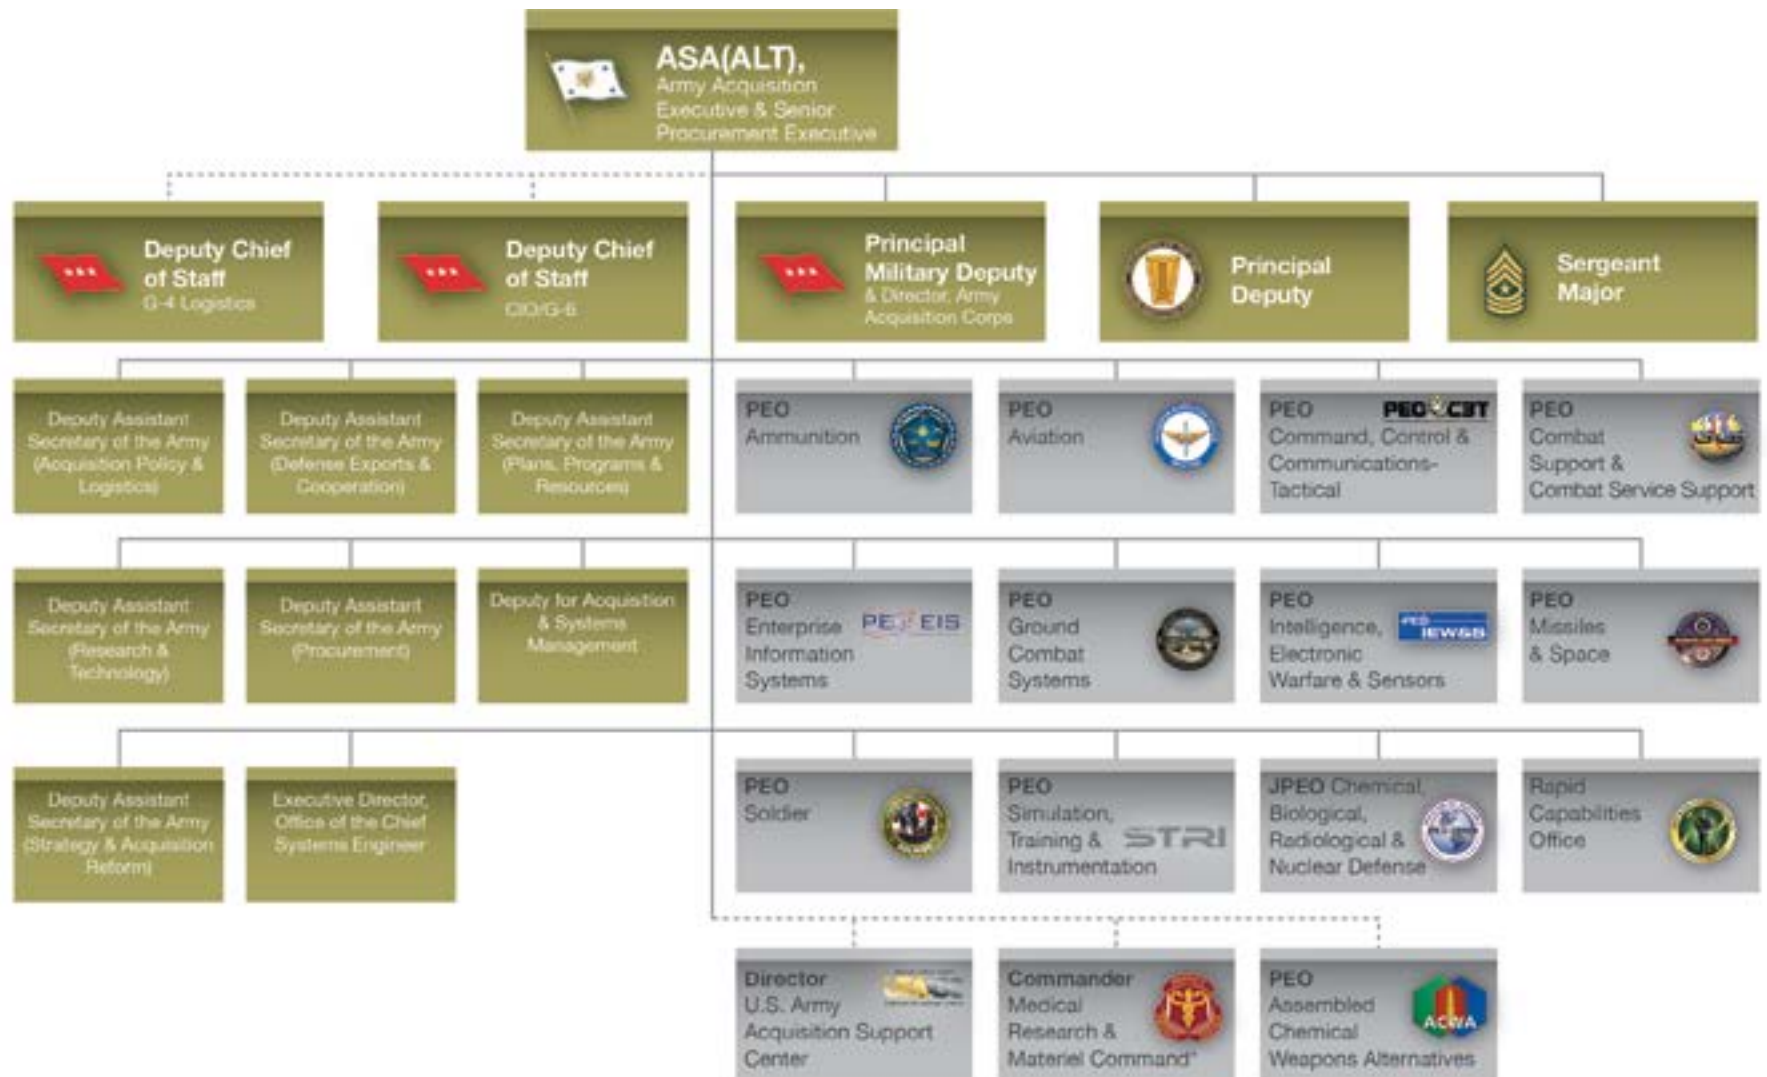 ASA(ALT),
Army Acquisition
Executive & Senior
Procurement Executive
Deputy Chief
of Staff
G-4 Logistics
Deputy Chief
of Staff
CIO/G-6
Principal
Military Deputy
& Director, Army
Acquisition Corps
Principal
Deputy
Sergeant
Major
Deputy Assistant
Secretary of the Army
(Acquisition Policy &
Logistics)
Deputy Assistant
Secretary of the Army
(Defense Exports &
Cooperation)
Deputy Assistant
Secretary of the Army
(Plans, Programs &
Resources)
PEO
Ammunition
PEO
Aviation
PEO
Command, Control &
Communications-
Tactical
PEO C3T
PEO
Combat
Support &
Combat Service Support
Deputy Assistant
Secretary of the Army
(Research &
Technology)
Deputy Assistant
Secretary of the Army
(Procurement)
Deputy for Acquisition
& Systems
Management
PEO
Enterprise
Information
Systems
PEO EIS
PEO
Ground
Combat
Systems
PEO
Intelligence,
Electronic
Warfare & Sensors
PEO
IEW&S
PEO
Missiles
& Space
Deputy Assistant
Secretary of the Army
(Strategy & Acquisition
Reform)
Executive Director,
Office of the Chief
Systems Engineer
PEO
Soldier
PEO
Simulation,
Training &
Instrumentation
STRI
JPEO Chemical,
Biological,
Radiological &
Nuclear Defense
Rapid
Capabilities
Office
Director
U.S. Army
Acquisition Support
Center
Commander
Medical
Research &
Materiel Command*
PEO
Assembled
Chemical
Weapons Alternatives
ACWA